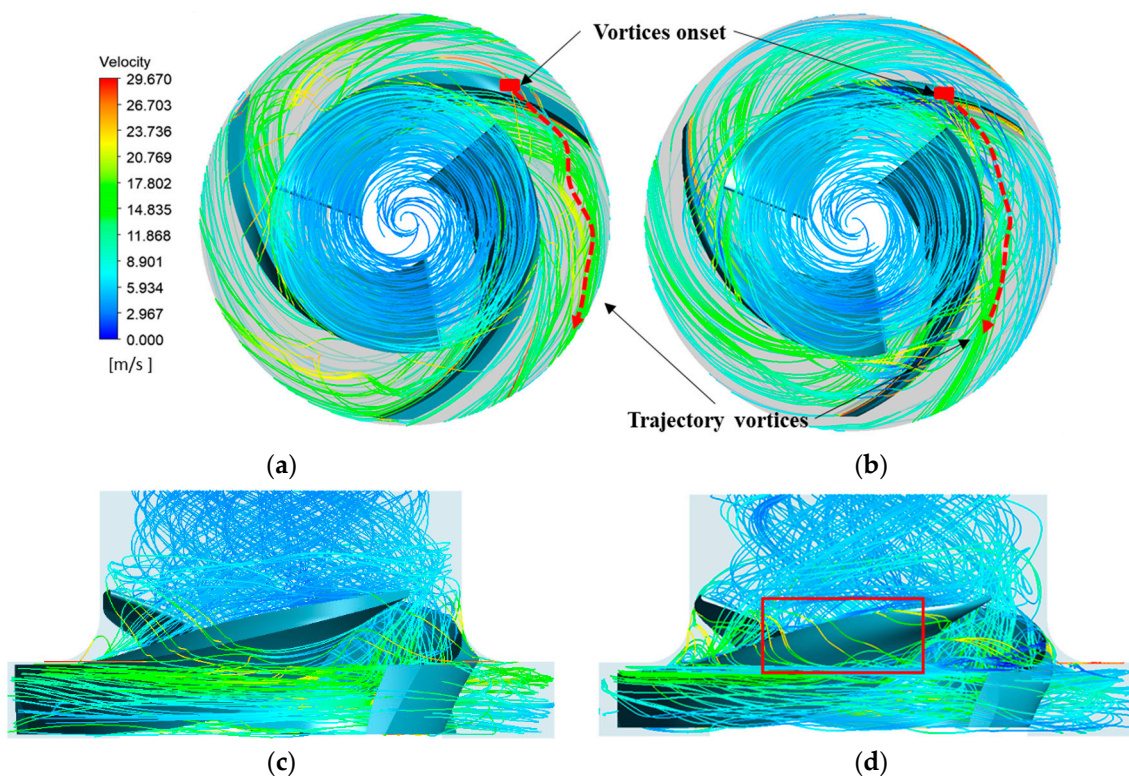 Vortices onset
Velocity
29.670
26.703
23.736
20.769
17.802
14.835
11.868
8.901
5.934
2.967
0.000
[m/s ]
Trajectory vortices
(a)
(b)
(c)
(d)